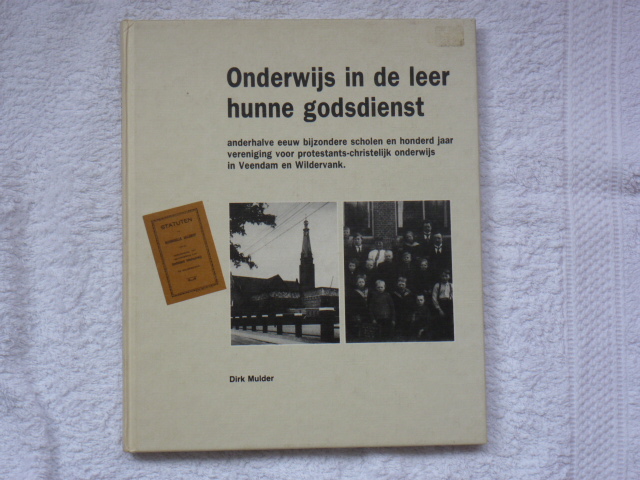 Onderwijs in de leer
hunne godsdienst
anderhalve eeuw bijzondere scholen en honderd jaar
vereniging voor protestants-christelijk onderwijs
in Veendam en Wildervank.
STATUTEN
Dirk Mulder